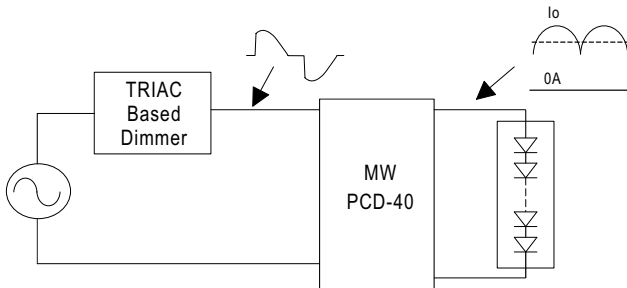 Io
0A
TRIAC
Based
Dimmer
MW
PCD-40